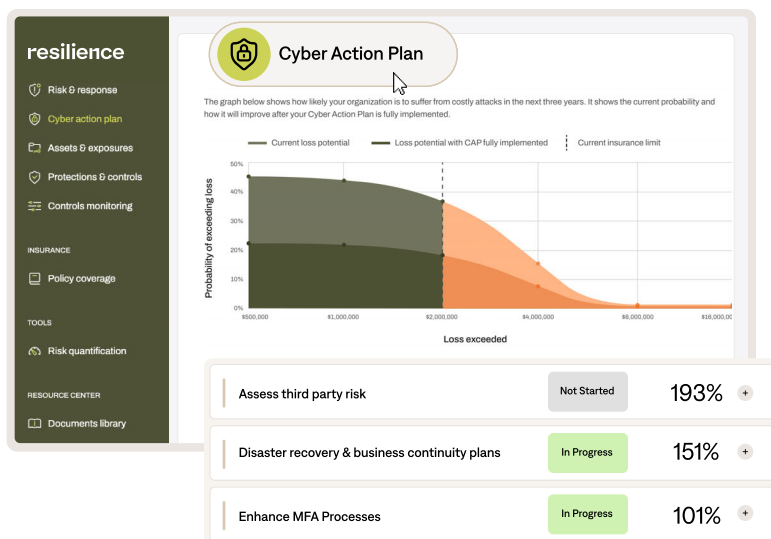 resilience
Risk & response
Cyber action plan
Assets & exposures
Protections & controls
Controls monitoring
INSURANCE
Policy coverage
TOOLS
Risk quantification
RESOURCE CENTER
Documents library
Cyber Action Plan
The graph below shows how likely your organization is to suffer from costly attacks in the next three years. It shows the current probability and
how it will improve after your Cyber Action Plan is fully implemented.
Current loss potential
Loss potential with CAP fully implemented
Current insurance limit
Probability of exceeding loss
50%
40%
30%
20%
10%
0%
$500,000
$1,000,000
$2,000,000
$4,000,000
$8,000,000
$16,000,00
Loss exceeded
Assess third party risk
Not Started
193%
+
Disaster recovery & business continuity plans
In Progress
151%
+
Enhance MFA Processes
In Progress
101%
+